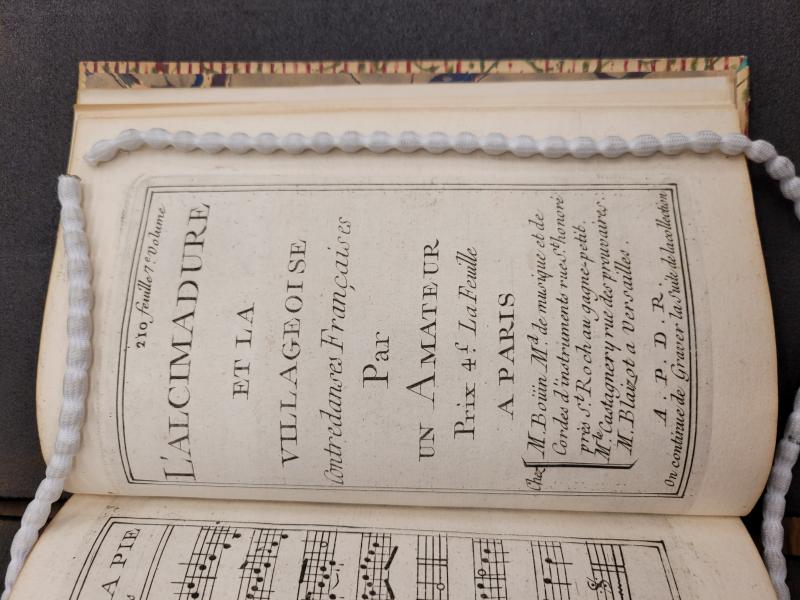 210 feuille 7e Volume
L'ALCIMADURE
ET LA
VILLAGEOISE
Contredanses Françaises
Par
UN AMATEUR
Prix 4s. La Feuille
A PARIS
Chez
M. Boüin Md. de musique et de
Cordes d'instruments rue St. honoré
près St. Roch au gagne-petit.
Mlle Castagnery rue des prouvaires.
M. Blaizot a Versailles.
A. P. D. R.
On continue de Graver la Suite de la collection
A PIE